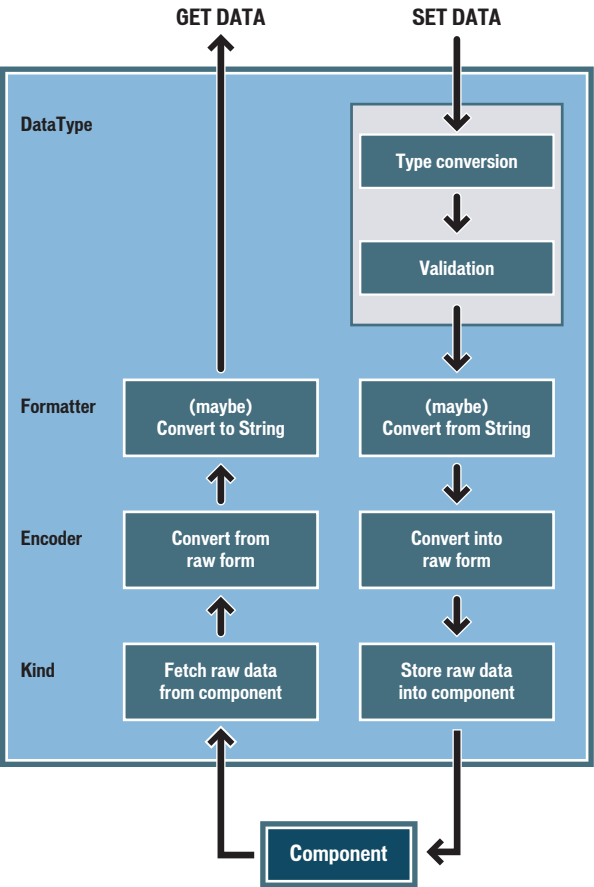 GET DATA
SET DATA
DataType
Type conversion
Validation
Formatter
(maybe)
Convert to String
(maybe)
Convert from String
Encoder
Convert from
raw form
Convert into
raw form
Kind
Fetch raw data
from component
Store raw data
into component
Component